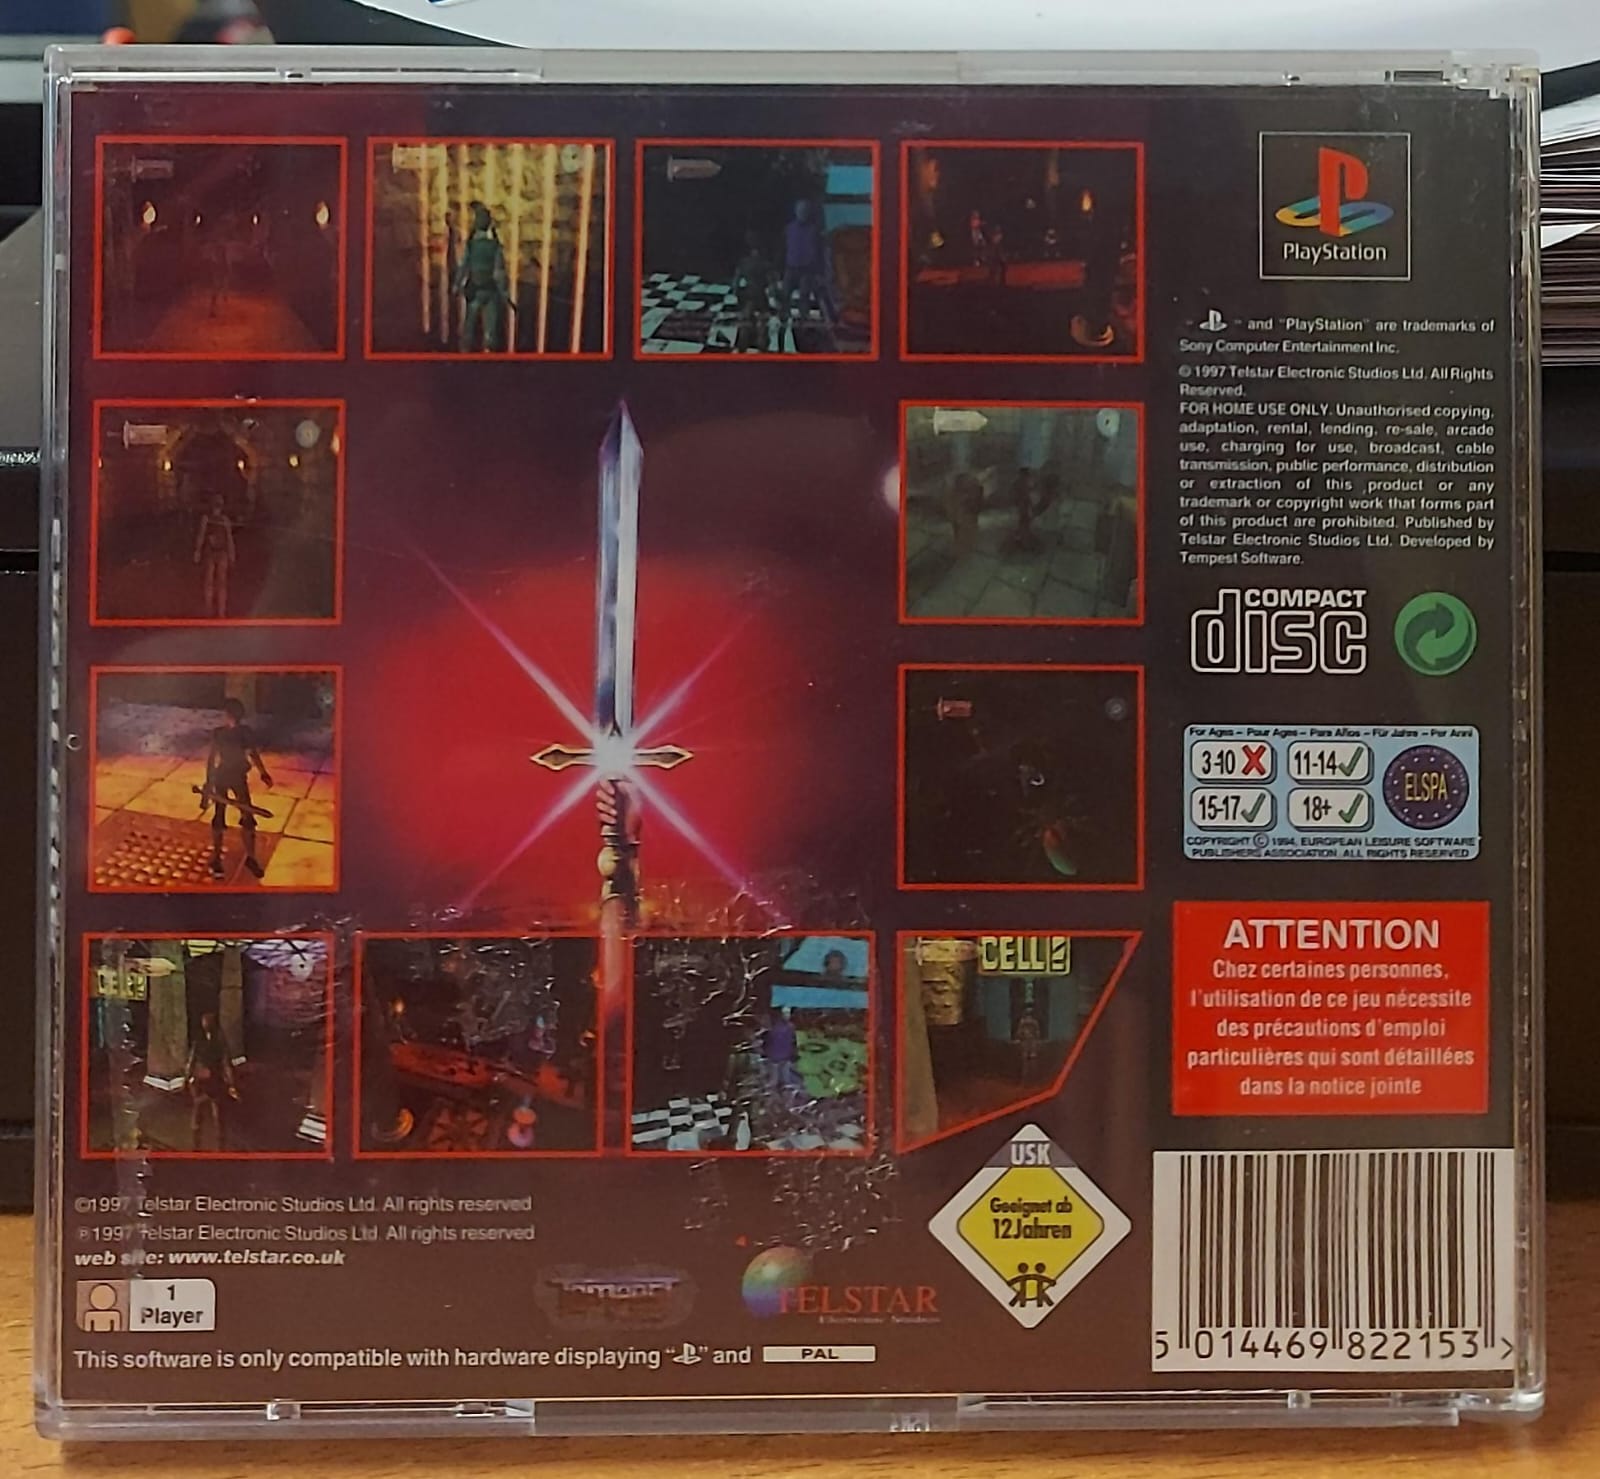 PlayStation
" " and "PlayStation" are trademarks of
Sony Computer Entertainment Inc.
© 1997 Telstar Electronic Studios Ltd. All Rights
Reserved.
FOR HOME USE ONLY. Unauthorised copying,
adaptation, rental, lending, re-sale, arcade
use, charging for use, broadcast, cable
transmission, public performance, distribution
or extraction of this product or any
trademark or copyright work that forms part
of this product are prohibited. Published by
Telstar Electronic Studios Ltd. Developed by
Tempest Software.
COMPACT
disc
For Ages – Pour Ages – Para Años – Für Jahre – Per Anni
3-10 11-14
15-17 18+
ELSPA
COPYRIGHT © 1994, EUROPEAN LEISURE SOFTWARE
PUBLISHERS ASSOCIATION. ALL RIGHTS RESERVED
ATTENTION
Chez certaines personnes,
l'utilisation de ce jeu nécessite
des précautions d'emploi
particulières qui sont détaillées
dans la notice jointe
CELL
CELL
USK
Geeignet ab
12 Jahren
5 014469 822153 >
©1997 Telstar Electronic Studios Ltd. All rights reserved
℗1997 Telstar Electronic Studios Ltd. All rights reserved
web site: www.telstar.co.uk
1
Player
TELSTAR
Electronic Studios
This software is only compatible with hardware displaying " " and PAL